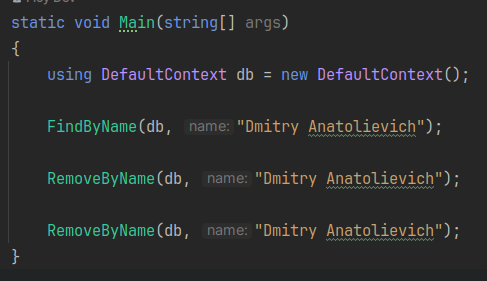 static void Main(string[] args)
{
using DefaultContext db = new DefaultContext();
FindByName(db, name: "Dmitry Anatolievich");
RemoveByName(db, name: "Dmitry Anatolievich");
RemoveByName(db, name: "Dmitry Anatolievich");
}